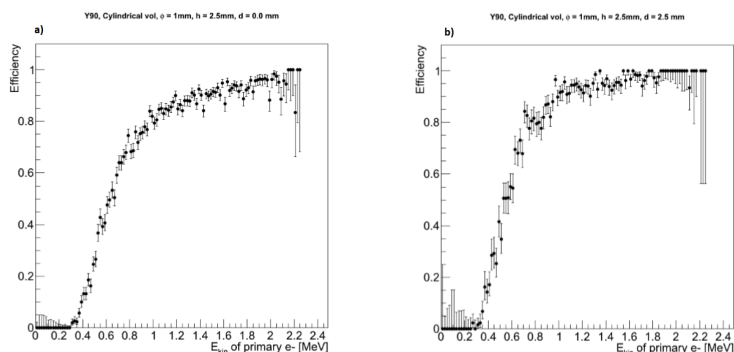 Y90, Cylindrical vol, ϕ = 1mm, h = 2.5mm, d = 0.0 mm
a)
Efficiency
1
0.8
0.6
0.4
0.2
0
0 0.2 0.4 0.6 0.8 1 1.2 1.4 1.6 1.8 2 2.2 2.4
E_kin of primary e- [MeV]
Y90, Cylindrical vol, ϕ = 1mm, h = 2.5mm, d = 2.5 mm
b)
Efficiency
1
0.8
0.6
0.4
0.2
0
0 0.2 0.4 0.6 0.8 1 1.2 1.4 1.6 1.8 2 2.2 2.4
of primary e- [MeV]